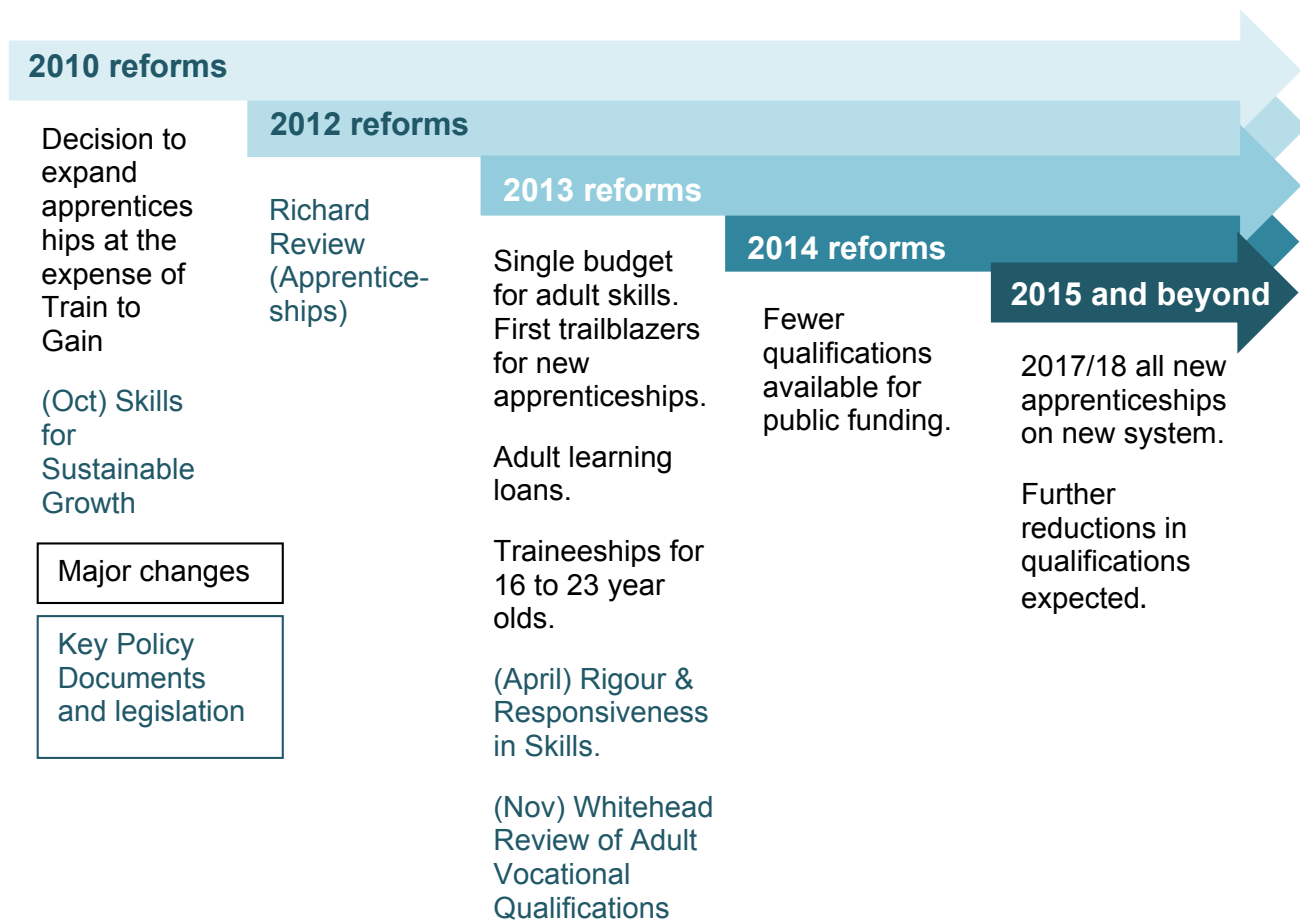 2010 reforms
Decision to
expand
apprentices
hips at the
expense of
Train to
Gain
(Oct) Skills
for
Sustainable
Growth
Major changes
Key Policy
Documents
and legislation
2012 reforms
Richard
Review
(Apprentice-
ships)
2013 reforms
Single budget
for adult skills.
First trailblazers
for new
apprenticeships.
Adult learning
loans.
Traineeships for
16 to 23 year
olds.
(April) Rigour &
Responsiveness
in Skills.
(Nov) Whitehead
Review of Adult
Vocational
Qualifications
2014 reforms
Fewer
qualifications
available for
public funding.
2015 and beyond
2017/18 all new
apprenticeships
on new system.
Further
reductions in
qualifications
expected.